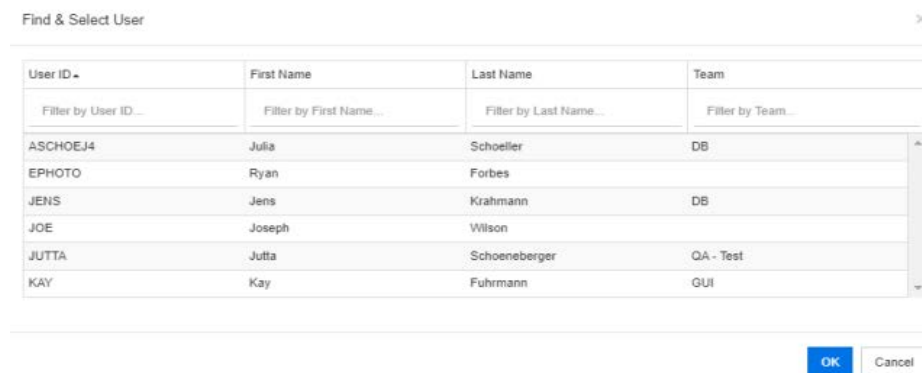 Find & Select User
User ID First Name Last Name Team
Filter by User ID... Filter by First Name... Filter by Last Name... Filter by Team...
ASCHOEJ4 Julia Schoeller DB
EPHOTO Ryan Forbes
JENS Jens Krahmann DB
JOE Joseph Wilson
JUTTA Jutta Schoeneberger QA - Test
KAY Kay Fuhrmann GUI
OK Cancel